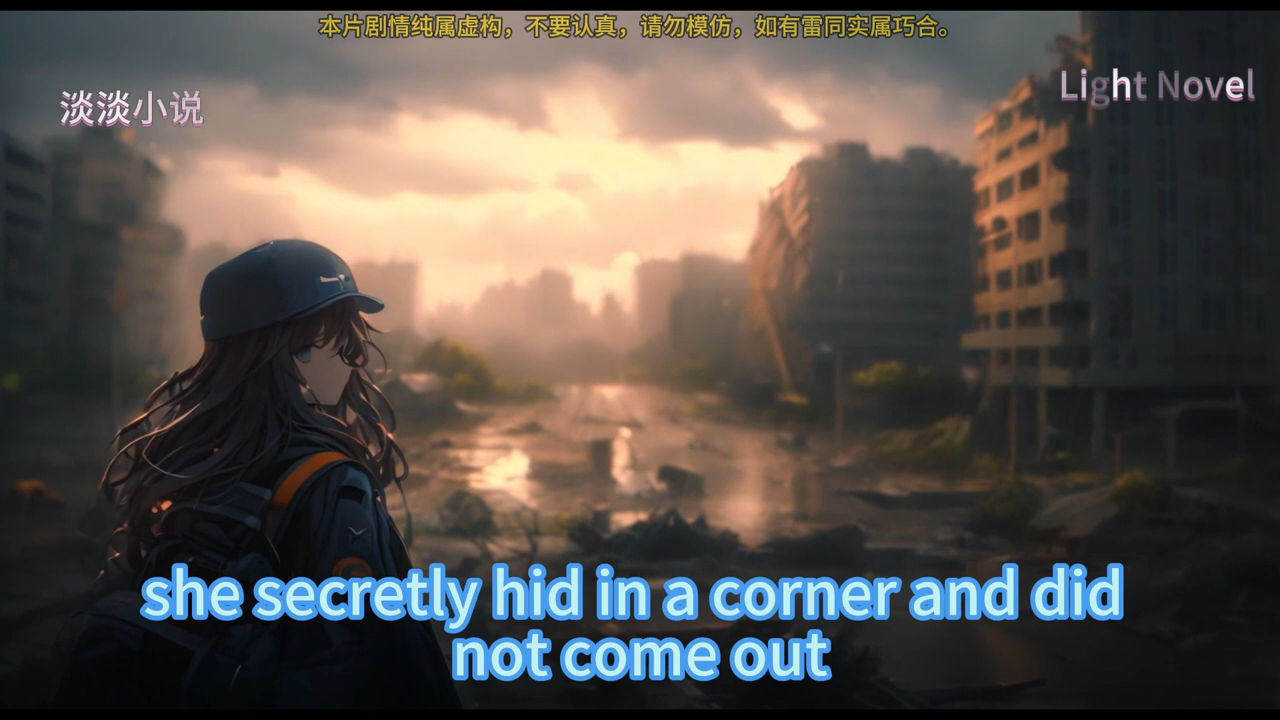 本片剧情纯属虚构，不要认真，请勿模仿，如有雷同实属巧合。
淡淡小说
Light Novel
she secretly hid in a corner and did
not come out